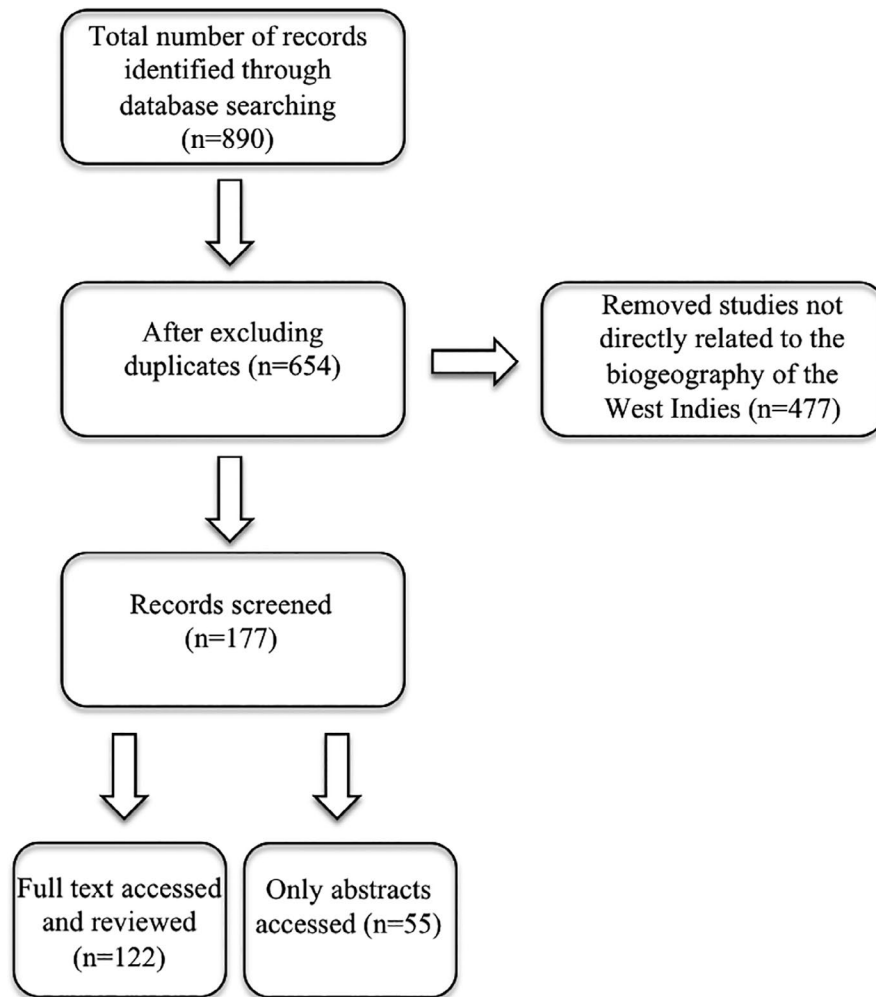 Total number of records
identified through
database searching
(n=890)
After excluding
duplicates (n=654)
Removed studies not
directly related to the
biogeography of the
West Indies (n=477)
Records screened
(n=177)
Full text accessed
and reviewed
(n=122)
Only abstracts
accessed (n=55)